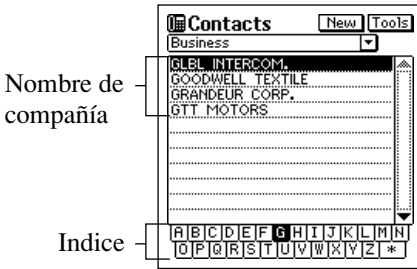 Contacts New Tools
Business
GLBL INTERCOM.
GOODWELL TEXTILE
GRANDEUR CORP.
GTT MOTORS
Nombre de
compañía
Indice
A B C D E F G H I J K L M N
O P Q R S T U V W X Y Z *